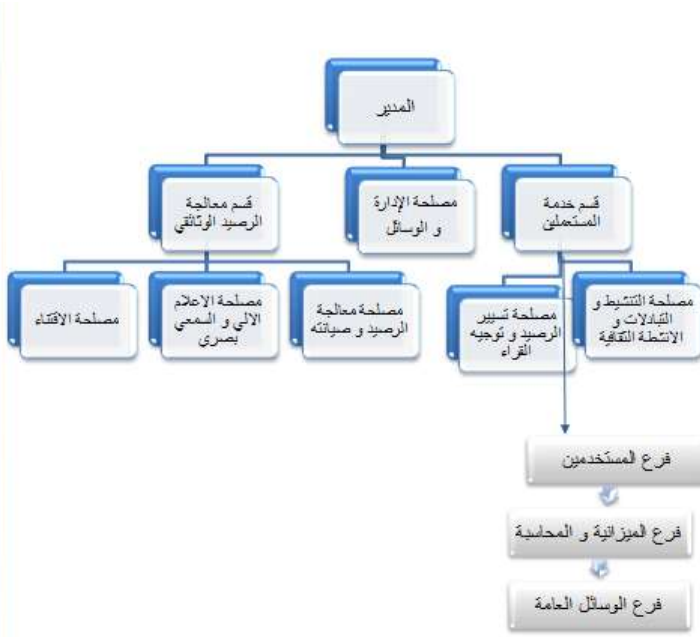 المدير
قسم خدمة
المستعملين
مصلحة الإدارة
و الوسائل
قسم معالجة
الرصيد الوثائقي
مصلحة التنشيط و
التبادلات و
الانشطة الثقافية
مصلحة تسيير
الرصيد و توجيه
القراء
مصلحة معالجة
الرصيد و صيانته
مصلحة الاعلام
الالي و السمعي
بصري
مصلحة الاقتناء
فرع المستخدمين
فرع الميزانية و المحاسبة
فرع الوسائل العامة